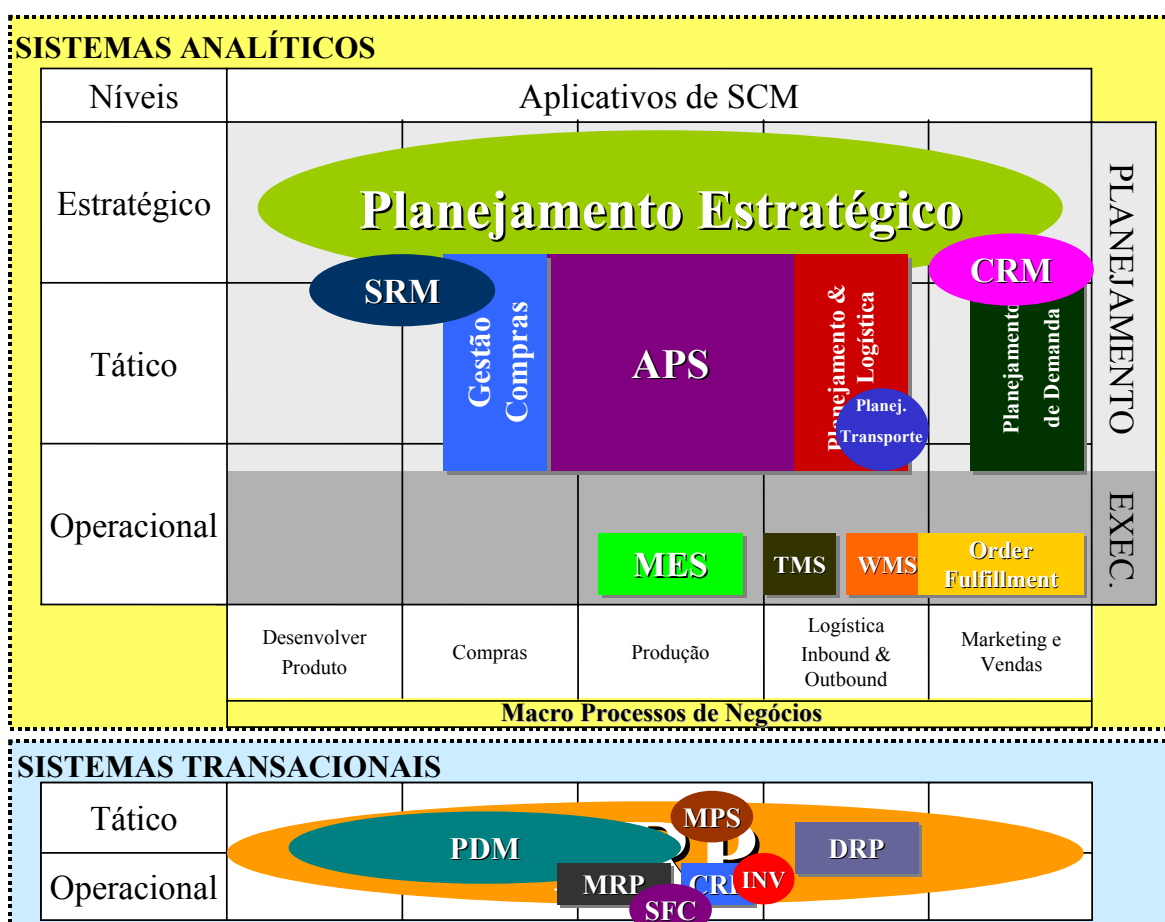 SISTEMAS ANALÍTICOS
Níveis
Aplicativos de SCM
Estratégico
Planejamento Estratégico
PLANEJAMENTO
SRM
CRM
Tático
Gestão
Compras
APS
Planejamento &
Logística
Planej.
Transporte
Planejamento
de Demanda
Operacional
EXEC.
MES
TMS
WMS
Order
Fulfillment
Desenvolver
Produto
Compras
Produção
Logística
Inbound &
Outbound
Marketing e
Vendas
Macro Processos de Negócios
SISTEMAS TRANSACIONAIS
Tático
MPS
PDM
DRP
Operacional
MRP
INV
SFC